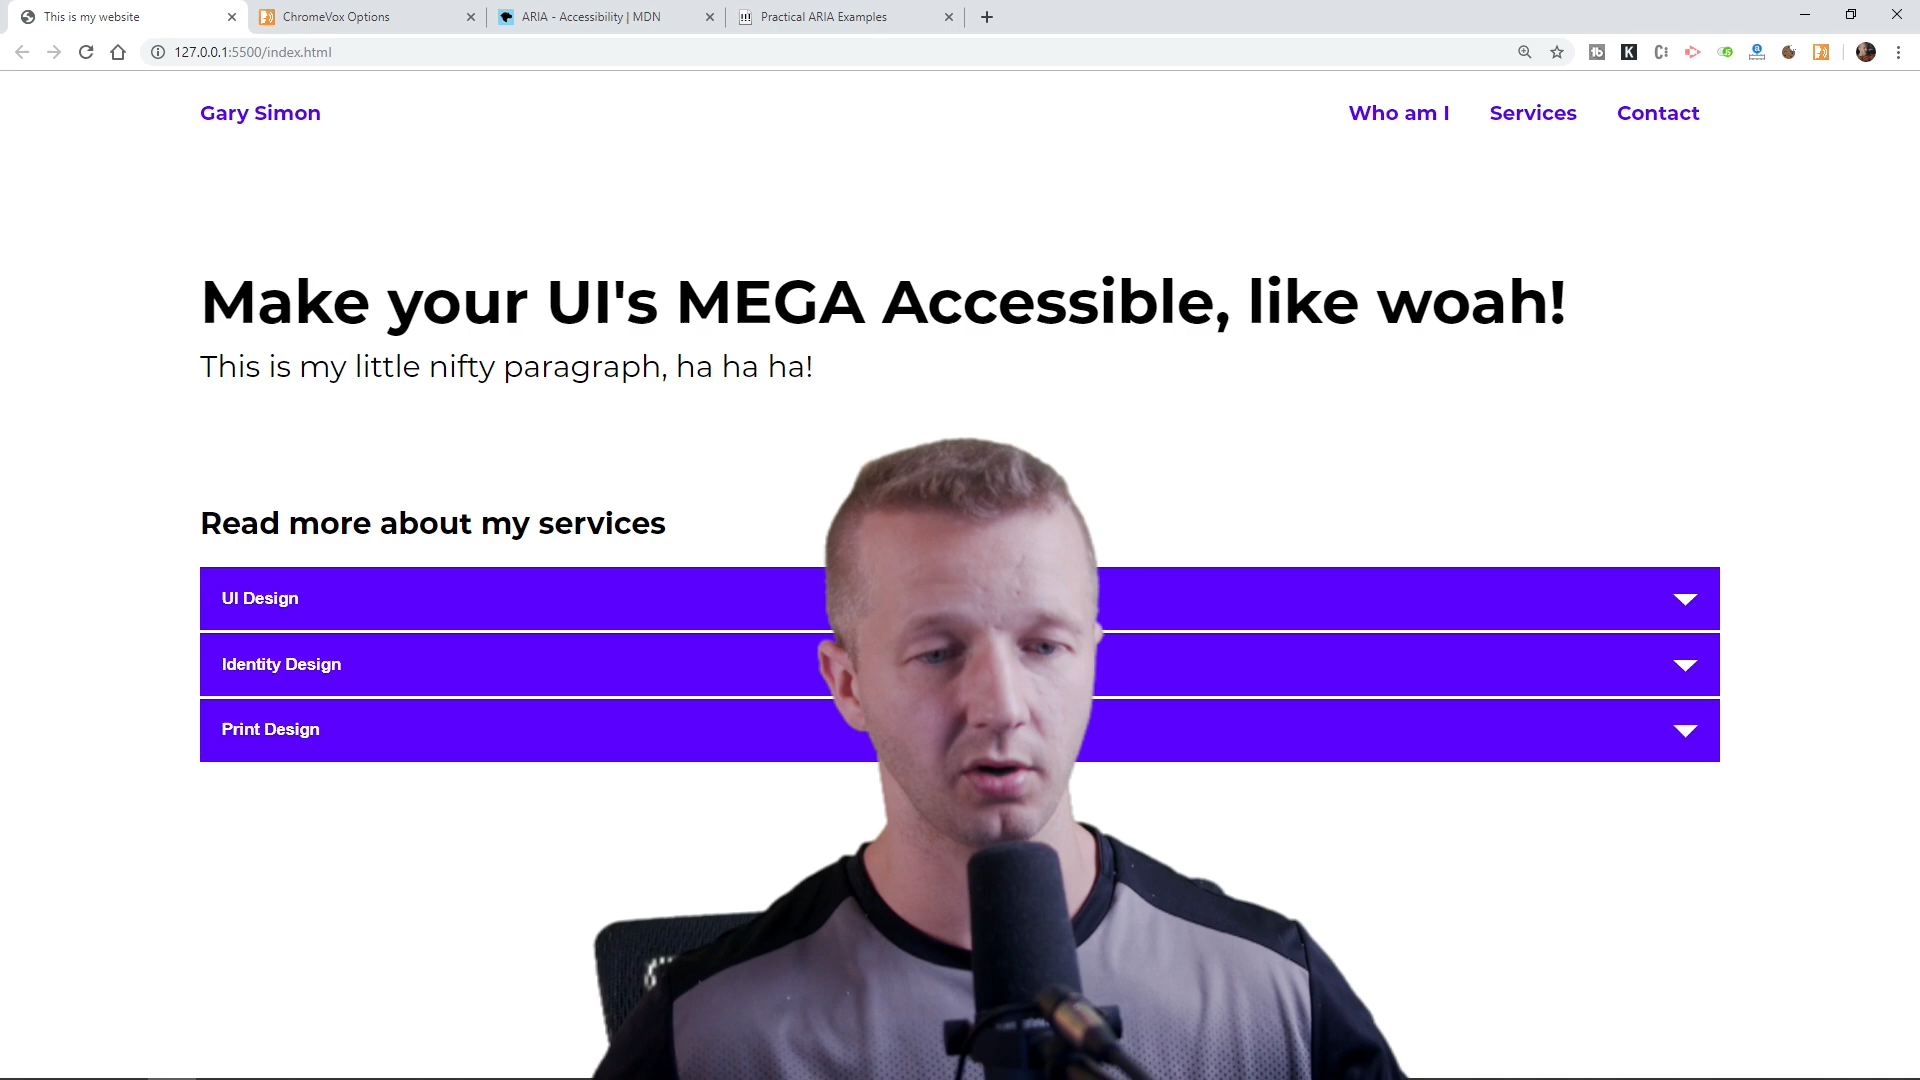 This is my website
ChromeVox Options
ARIA - Accessibility | MDN
Practical ARIA Examples
127.0.0.1:5500/index.html
Gary Simon
Who am I
Services
Contact
Make your UI's MEGA Accessible, like woah!
This is my little nifty paragraph, ha ha ha!
Read more about my services
UI Design
Identity Design
Print Design